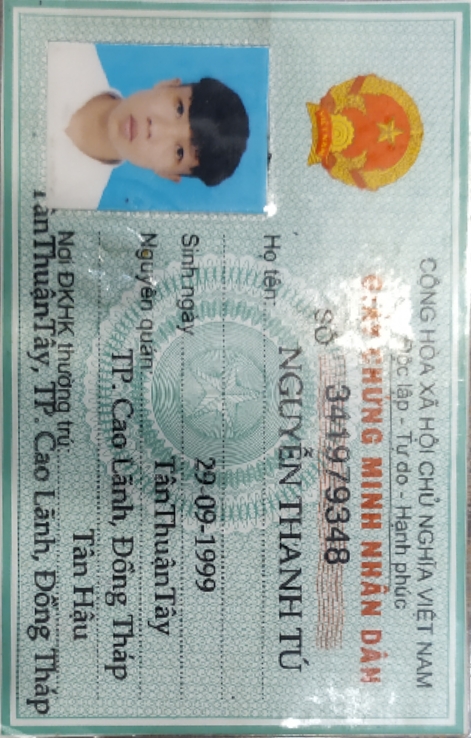 CỘNG HÒA XÃ HỘI CHỦ NGHĨA VIỆT NAM
Độc lập - Tự do - Hạnh phúc
GIẤY CHỨNG MINH NHÂN DÂN
SỐ 341979348
Họ tên: NGUYỄN THANH TÚ
Sinh ngày 29-09-1999
Nguyên quán TânThuậnTây
TP. Cao Lãnh, Đồng Tháp
Nơi ĐKHK thường trú Tân Hậu
TânThuậnTây, TP. Cao Lãnh, Đồng Tháp